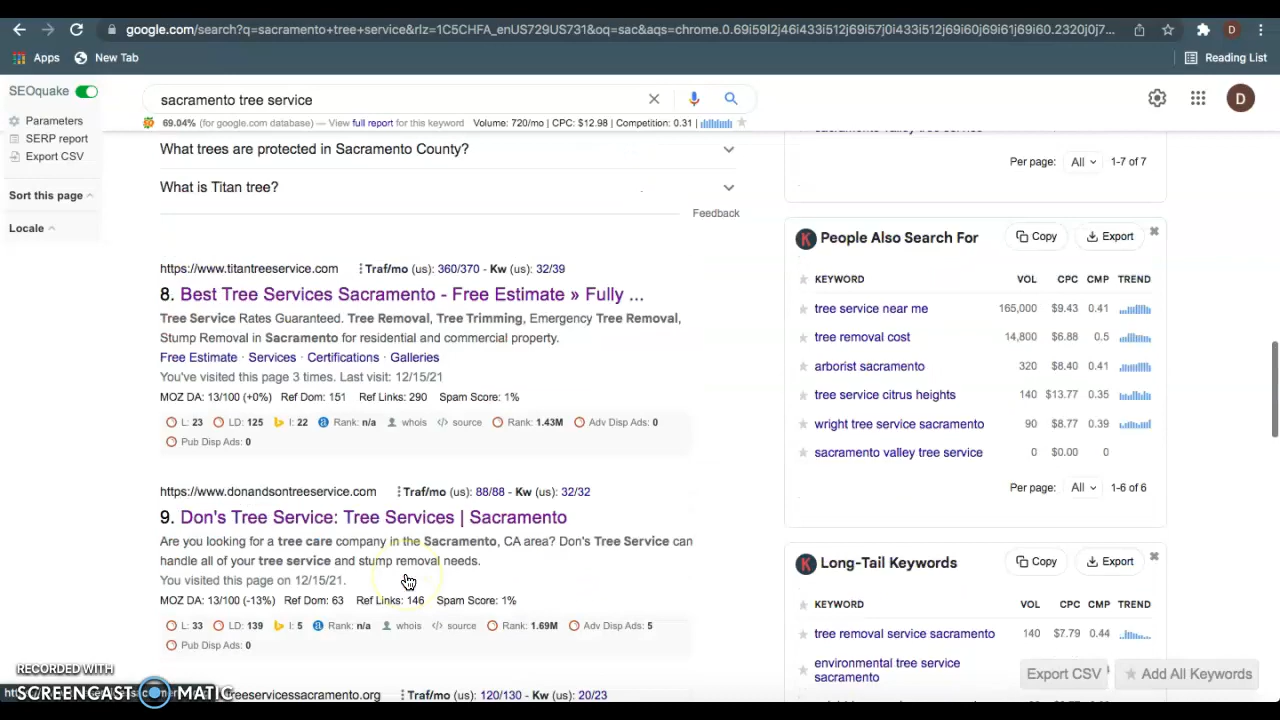 google.com/search?q=sacramento+tree+service&rlz=1C5CHFA_enUS729US731&oq=sac&aqs=chrome.0.69i59l2j46i433i512j69i57j0i433i512j69i60j69i61j69i60.2320j0j7...
Apps New Tab Reading List
SEOquake
Parameters
SERP report
Export CSV
Sort this page
Locale
sacramento tree service
D
69.04% (for google.com database) — View full report for this keyword Volume: 720/mo | CPC: $12.98 | Competition: 0.31 |
What trees are protected in Sacramento County?
What is Titan tree?
Feedback
https://www.titantreeservice.com Traf/mo (us): 360/370 - Kw (us): 32/39
8. Best Tree Services Sacramento - Free Estimate » Fully ...
Tree Service Rates Guaranteed. Tree Removal, Tree Trimming, Emergency Tree Removal,
Stump Removal in Sacramento for residential and commercial property.
Free Estimate · Services · Certifications · Galleries
You've visited this page 3 times. Last visit: 12/15/21
MOZ DA: 13/100 (+0%) Ref Dom: 151 Ref Links: 290 Spam Score: 1%
L: 23 LD: 125 I: 22 Rank: n/a whois source Rank: 1.43M Adv Disp Ads: 0
Pub Disp Ads: 0
https://www.donandsontreeservice.com Traf/mo (us): 88/88 - Kw (us): 32/32
9. Don's Tree Service: Tree Services | Sacramento
Are you looking for a tree care company in the Sacramento, CA area? Don's Tree Service can
handle all of your tree service and stump removal needs.
You visited this page on 12/15/21.
MOZ DA: 13/100 (-13%) Ref Dom: 63 Ref Links: 146 Spam Score: 1%
L: 33 LD: 139 I: 5 Rank: n/a whois source Rank: 1.69M Adv Disp Ads: 5
Pub Disp Ads: 0
treeservicessacramento.org Traf/mo (us): 120/130 - Kw (us): 20/23
Per page: All 1-7 of 7
People Also Search For Copy Export
KEYWORD VOL CPC CMP TREND
tree service near me 165,000 $9.43 0.41
tree removal cost 14,800 $6.88 0.5
arborist sacramento 320 $8.40 0.41
tree service citrus heights 140 $13.77 0.35
wright tree service sacramento 90 $8.77 0.39
sacramento valley tree service 0 $0.00 0
Per page: All 1-6 of 6
Long-Tail Keywords Copy Export
KEYWORD VOL CPC CMP TREND
tree removal service sacramento 140 $7.79 0.44
environmental tree service
sacramento
Export CSV Add All Keywords
RECORDED WITH
SCREENCAST MATIC